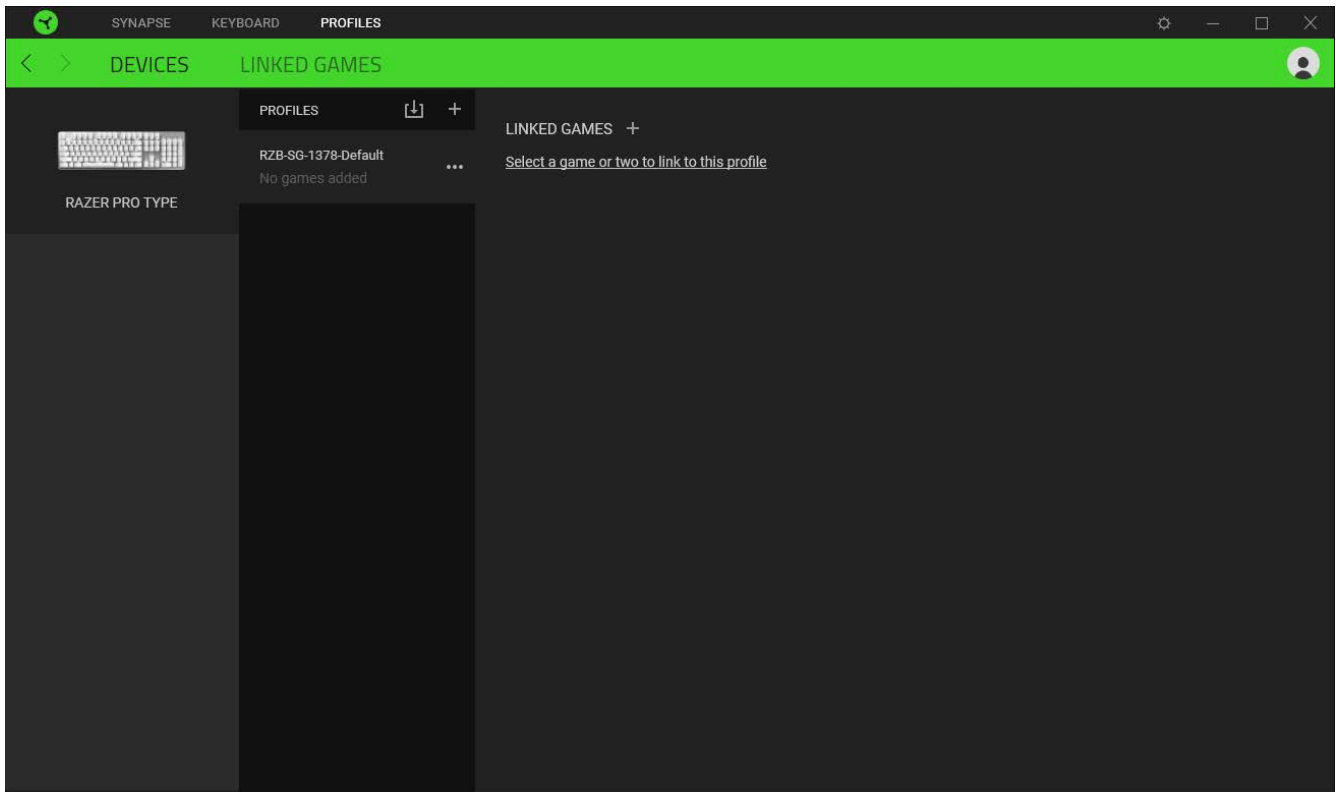 SYNAPSE KEYBOARD PROFILES
DEVICES LINKED GAMES
PROFILES
RZB-SG-1378-Default
No games added
RAZER PRO TYPE
LINKED GAMES +
Select a game or two to link to this profile